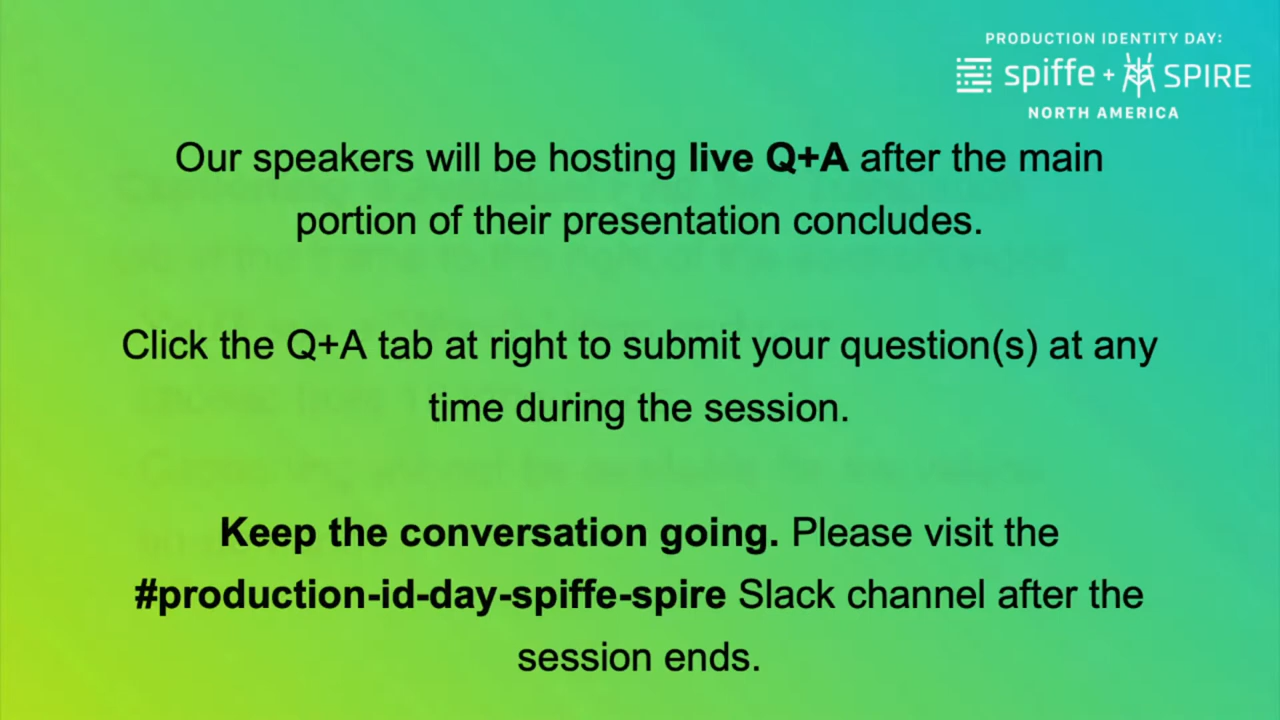 PRODUCTION IDENTITY DAY:
spiffe + SPIRE
NORTH AMERICA
Our speakers will be hosting live Q+A after the main
portion of their presentation concludes.
Click the Q+A tab at right to submit your question(s) at any
time during the session.
Keep the conversation going. Please visit the
#production-id-day-spiffe-spire Slack channel after the
session ends.